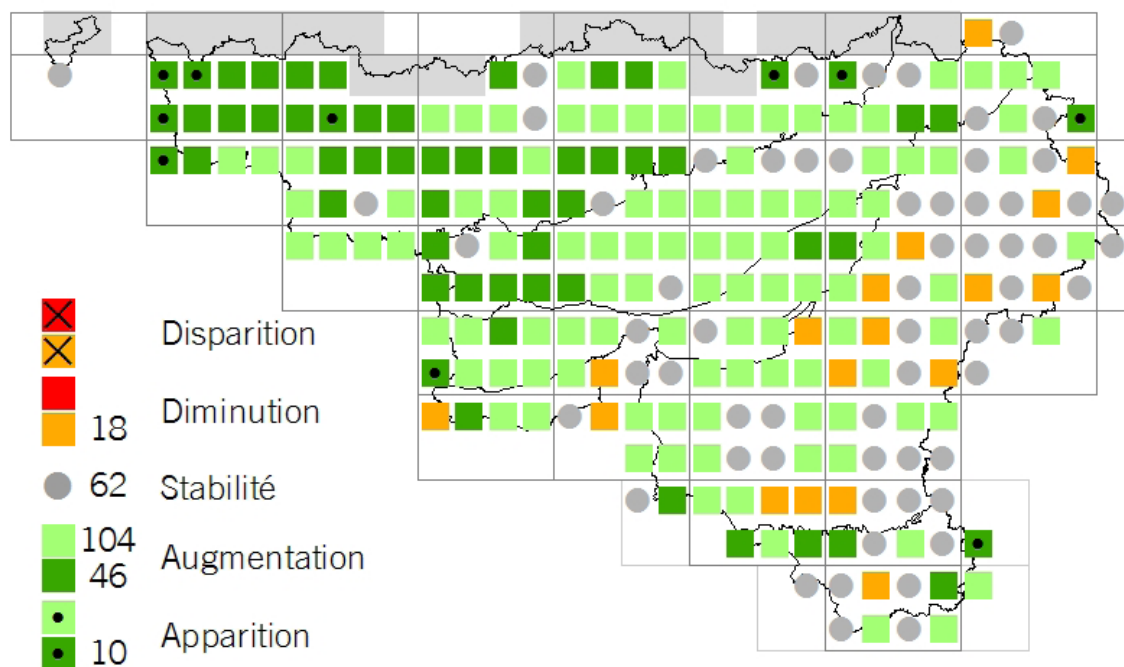 Disparition
Diminution
18
62 Stabilité
104
Augmentation
46
Apparition
10